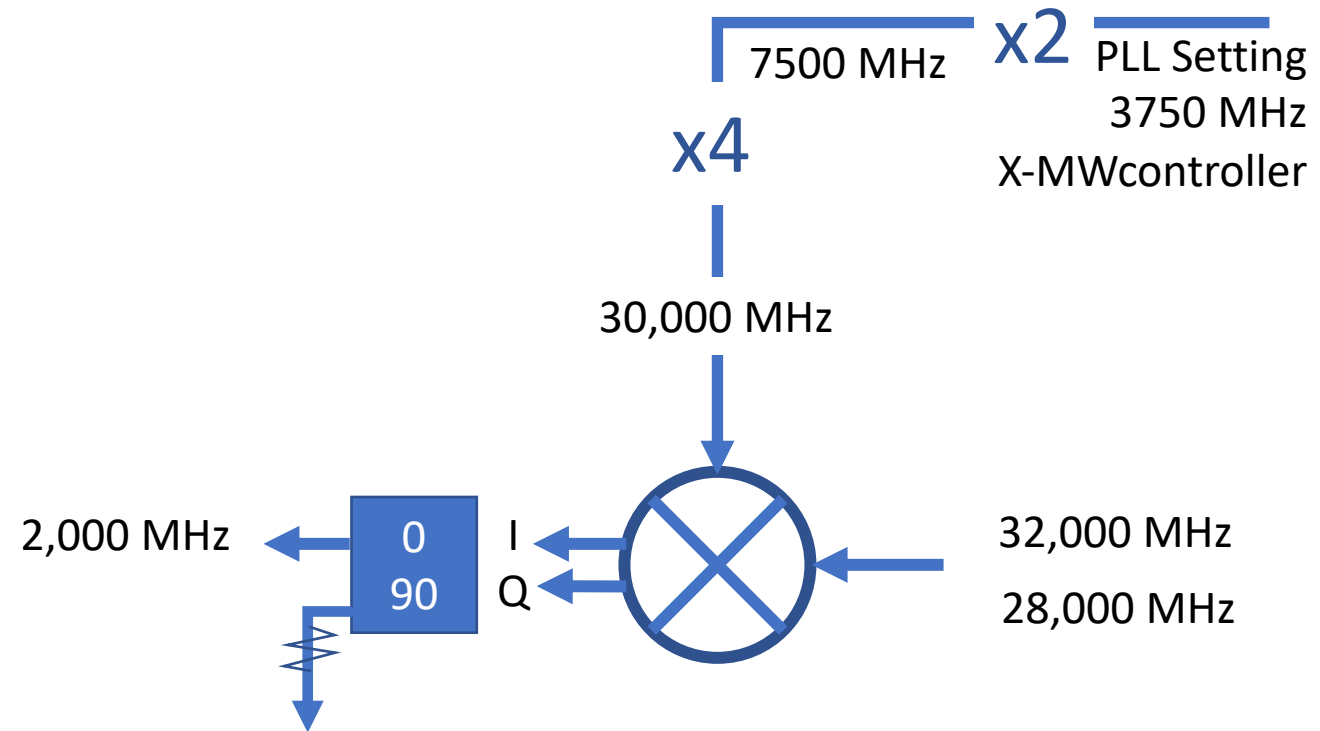 x2
7500 MHz
PLL Setting
3750 MHz
X-MWcontroller
x4
30,000 MHz
2,000 MHz
0
90
I
Q
32,000 MHz
28,000 MHz